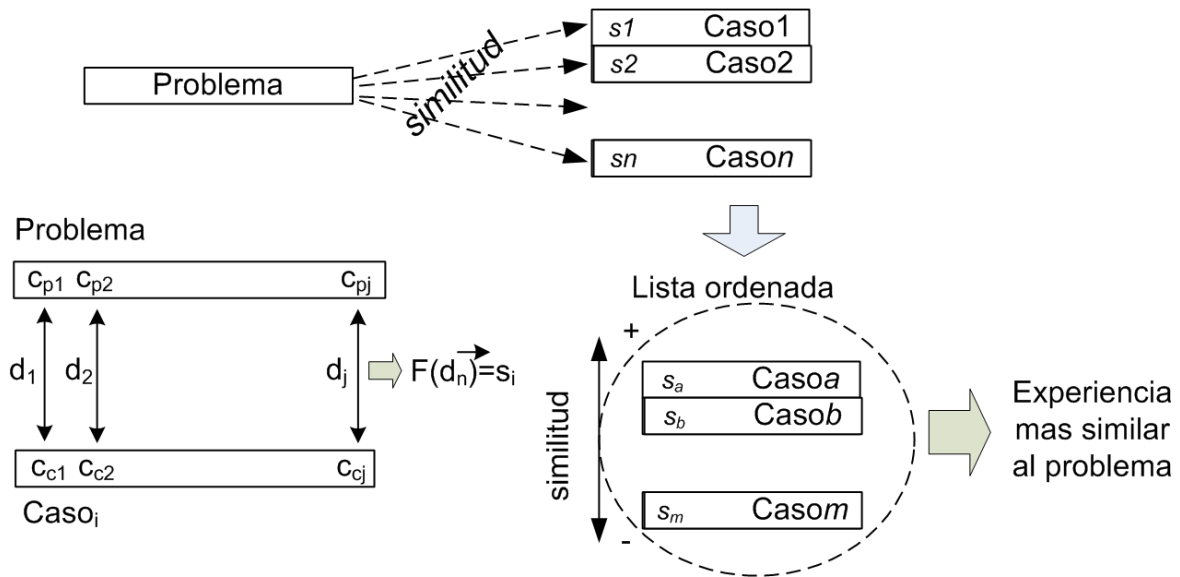 s1 Caso1
s2 Caso2
Problema
similitud
sn Cason
Problema
cp1 cp2 cpj
Lista ordenada
+
d1 d2 dj F(dn)=si
sa Casoa
sb Casob
similitud
Experiencia
mas similar
al problema
cc1 cc2 ccj
Casoi
sm Casom
-